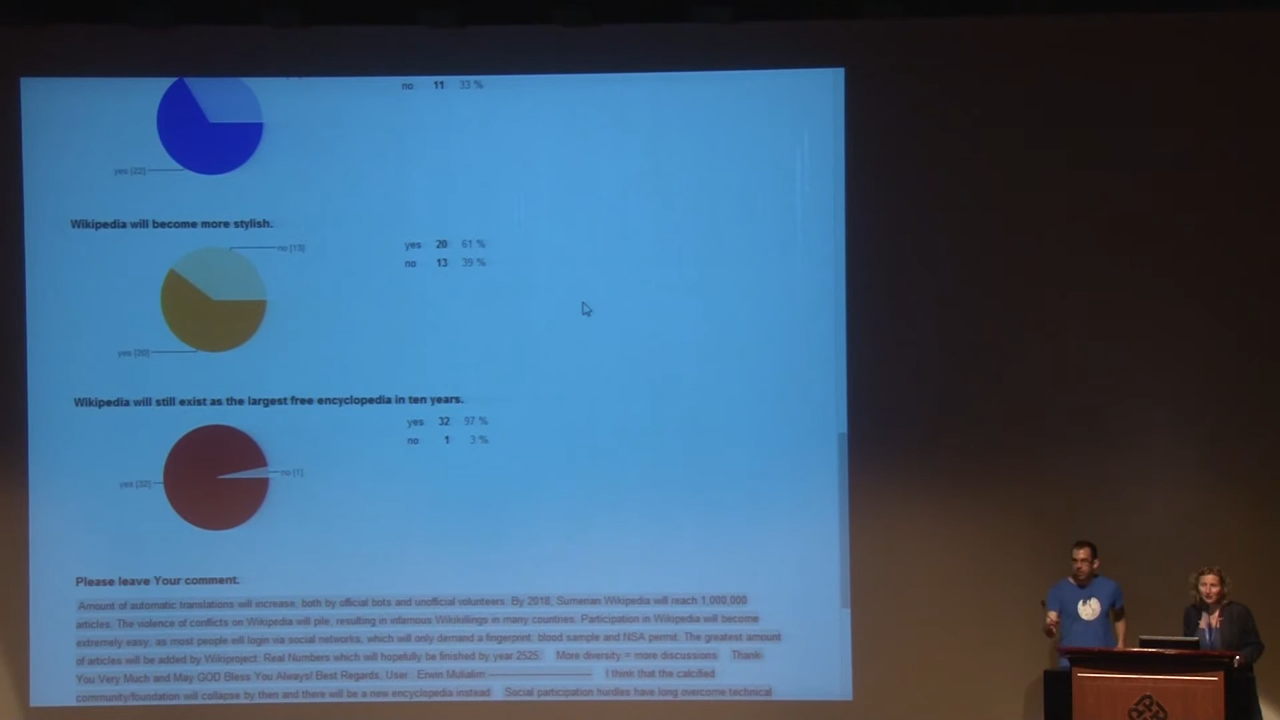 no 11 33 %
yes [22]
Wikipedia will become more stylish.
no [13]
yes 20 61 %
no 13 39 %
yes [20]
Wikipedia will still exist as the largest free encyclopedia in ten years.
yes 32 97 %
no 1 3 %
no [1]
yes [32]
Please leave Your comment.
Amount of automatic translations will increase, both by official bots and unofficial volunteers. By 2018, Sumerian Wikipedia will reach 1,000,000
articles. The violence of conflicts on Wikipedia will pile, resulting in infamous Wikikillings in many countries. Participation in Wikipedia will become
extremely easy, as most people ell login via social networks, which will only demand a fingerprint, blood sample and NSA permit. The greatest amount
of articles will be added by Wikiproject: Real Numbers which will hopefully be finished by year 2525. More diversity = more discussions Thank-
You Very Much and May GOD Bless You Always! Best Regards, User : Erwin Mulialim I think that the calcified
community/foundation will collapse by then and there will be a new encyclopedia instead Social participation hurdles have long overcome technical